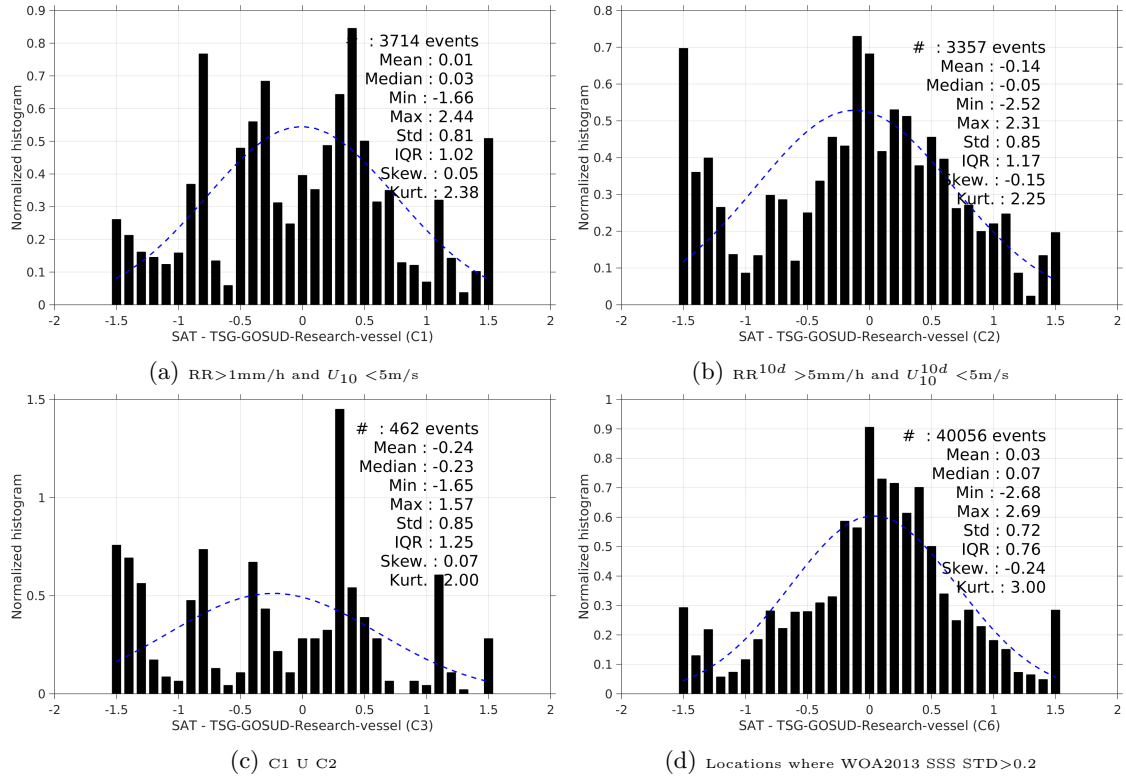 0.9
0.8
0.7
0.6
0.5
0.4
0.3
0.2
0.1
0
Normalized histogram
# : 3714 events
Mean : 0.01
Median : 0.03
Min : -1.66
Max : 2.44
Std : 0.81
IQR : 1.02
Skew. : 0.05
Kurt. : 2.38
-2 -1.5 -1 -0.5 0 0.5 1 1.5 2
SAT - TSG-GOSUD-Research-vessel (C1)
(a) RR>1mm/h and U10 <5m/s
0.8
0.7
0.6
0.5
0.4
0.3
0.2
0.1
0
Normalized histogram
# : 3357 events
Mean : -0.14
Median : -0.05
Min : -2.52
Max : 2.31
Std : 0.85
IQR : 1.17
Skew. : -0.15
Kurt. : 2.25
-2 -1.5 -1 -0.5 0 0.5 1 1.5 2
SAT - TSG-GOSUD-Research-vessel (C2)
(b) RR10d >5mm/h and U10d10 <5m/s
1.5
1
0.5
0
Normalized histogram
# : 462 events
Mean : -0.24
Median : -0.23
Min : -1.65
Max : 1.57
Std : 0.85
IQR : 1.25
Skew. : 0.07
Kurt. : 2.00
-2 -1.5 -1 -0.5 0 0.5 1 1.5 2
SAT - TSG-GOSUD-Research-vessel (C3)
(c) C1 U C2
1
0.9
0.8
0.7
0.6
0.5
0.4
0.3
0.2
0.1
0
Normalized histogram
# : 40056 events
Mean : 0.03
Median : 0.07
Min : -2.68
Max : 2.69
Std : 0.72
IQR : 0.76
Skew. : -0.24
Kurt. : 3.00
-2 -1.5 -1 -0.5 0 0.5 1 1.5 2
SAT - TSG-GOSUD-Research-vessel (C6)
(d) Locations where WOA2013 SSS STD>0.2